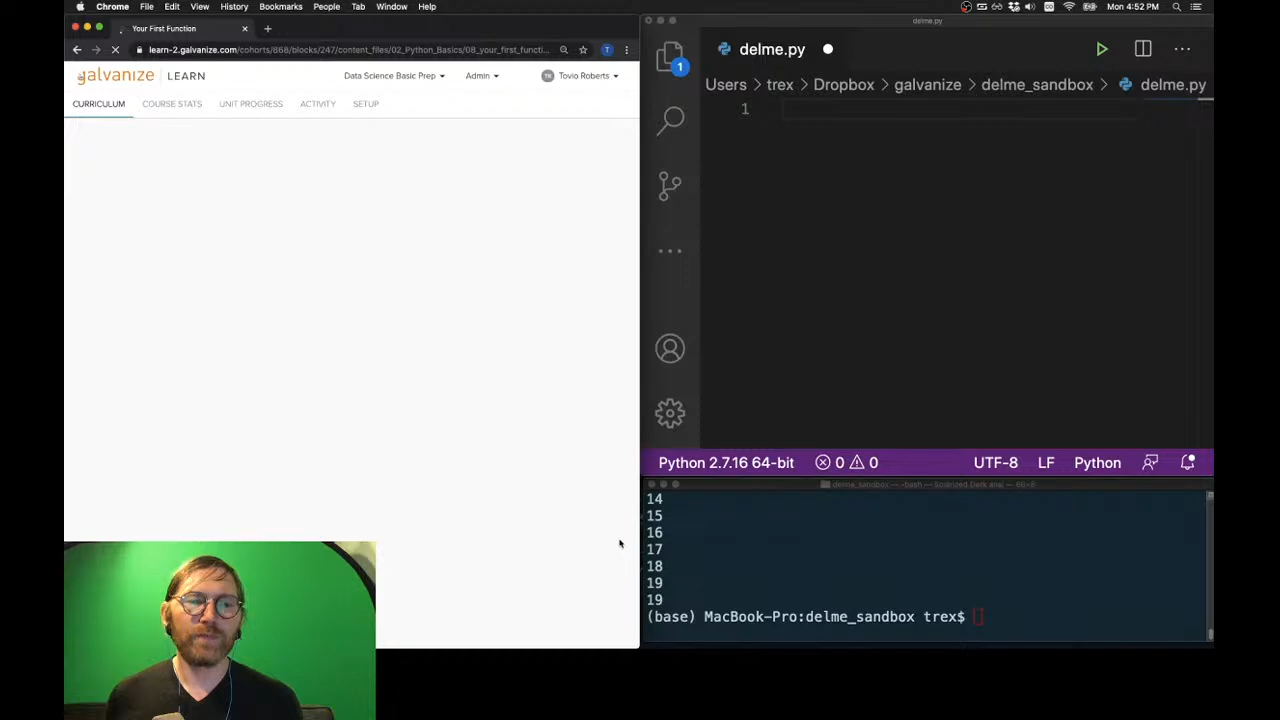 Chrome File Edit View History Bookmarks People Tab Window Help
Mon 4:52 PM
Your First Function
learn-2.galvanize.com/cohorts/868/blocks/247/content_files/02_Python_Basics/08_your_first_functi...
T
galvanize LEARN
Data Science Basic Prep Admin TR Tovio Roberts
CURRICULUM COURSE STATS UNIT PROGRESS ACTIVITY SETUP
delme.py
1 delme.py
Users > trex > Dropbox > galvanize > delme_sandbox > delme.py
1
Python 2.7.16 64-bit 0 0 UTF-8 LF Python
14
15
16
17
18
19
19
(base) MacBook-Pro:delme_sandbox trex$